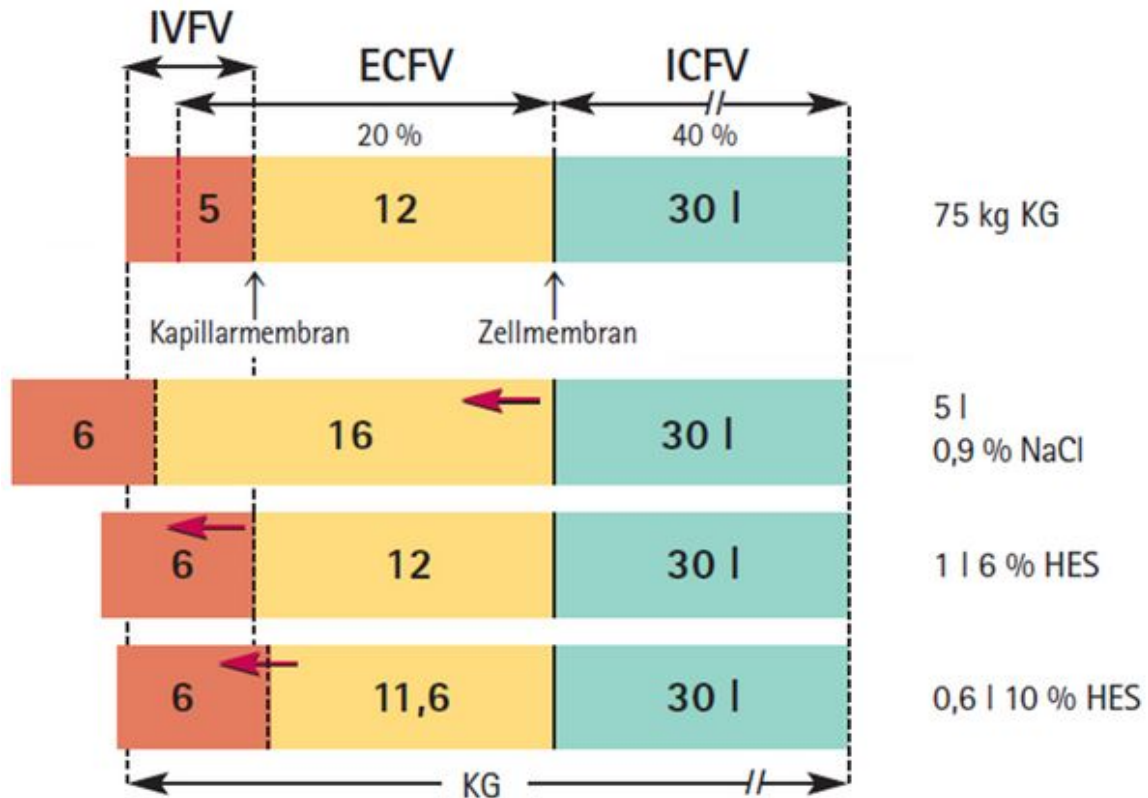 IVFV
ECFV ICFV
20 % 40 %
5 12 30 l 75 kg KG
Kapillarmembran Zellmembran
6 16 30 l 5 l
0,9 % NaCl
6 12 30 l 1 l 6 % HES
6 11,6 30 l 0,6 l 10 % HES
KG